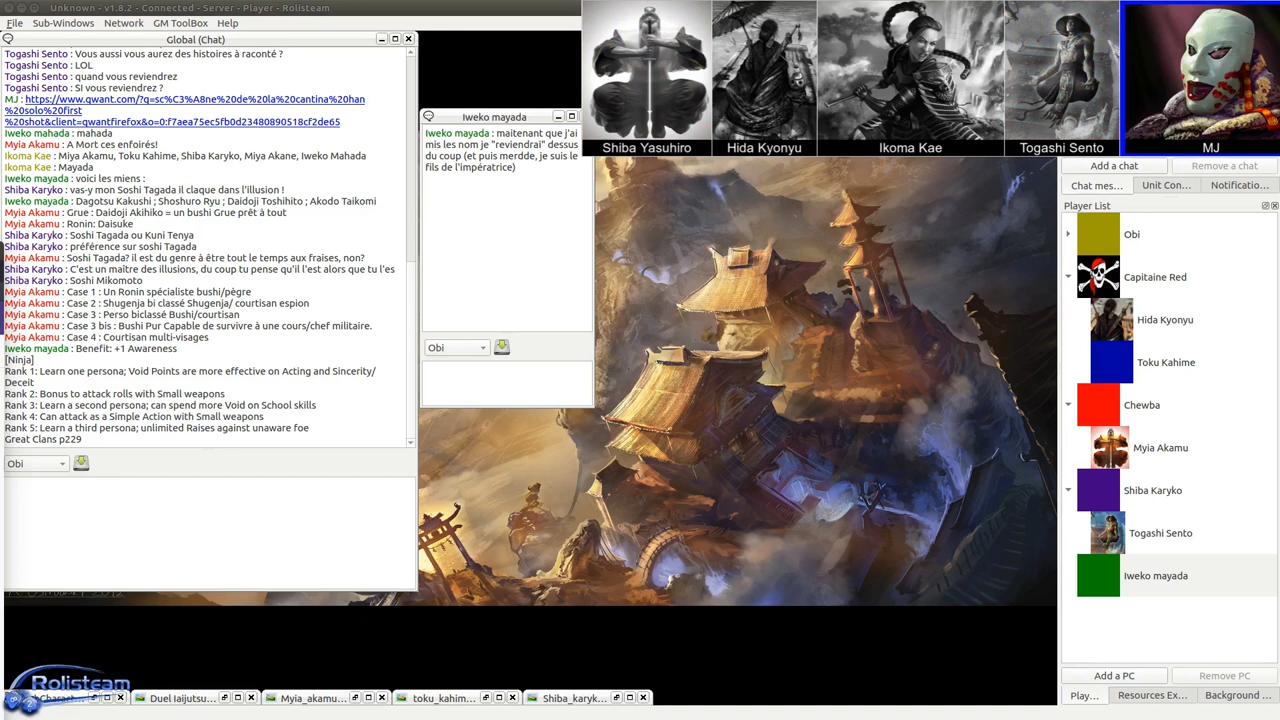 Unknown - v1.8.2 - Connected - Server - Player - Rolisteam
File Sub-Windows Network GM ToolBox Help
Global (Chat)
Togashi Sento : Vous aussi vous aurez des histoires à raconté ?
Togashi Sento : LOL
Togashi Sento : quand vous reviendrez
Togashi Sento : SI vous reviendrez ?
MJ : https://www.qwant.com/?q=sc%C3%A8ne%20de%20la%20cantina%20han
%20solo%20first
%20shot&client=qwantfirefox&o=0:f7aea75ec5fb0d23480890518cf2de65
Iweko mahada : mahada
Myia Akamu : A Mort ces enfoirés!
Ikoma Kae : Miya Akamu, Toku Kahime, Shiba Karyko, Miya Akane, Iweko Mahada
Ikoma Kae : Mayada
Iweko mayada : voici les miens :
Shiba Karyko : vas-y mon Soshi Tagada il claque dans l'illusion !
Iweko mayada : Dagotsu Kakushi ; Shoshuro Ryu ; Daidoji Toshihito ; Akodo Taikomi
Myia Akamu : Grue : Daidoji Akihiko = un bushi Grue prêt à tout
Myia Akamu : Ronin: Daisuke
Shiba Karyko : Soshi Tagada ou Kuni Tenya
Shiba Karyko : préférence sur soshi Tagada
Myia Akamu : Soshi Tagada? il est du genre à être tout le temps aux fraises, non?
Shiba Karyko : C'est un maître des illusions, du coup tu pense qu'il l'est alors que tu l'es
Shiba Karyko : Soshi Mikomoto
Myia Akamu : Case 1 : Un Ronin spécialiste bushi/pègre
Myia Akamu : Case 2 : Shugenja bi classé Shugenja/ courtisan espion
Myia Akamu : Case 3 : Perso biclassé Bushi/courtisan
Myia Akamu : Case 3 bis : Bushi Pur Capable de survivre à une cours/chef militaire.
Myia Akamu : Case 4 : Courtisan multi-visages
Iweko mayada : Benefit: +1 Awareness
[Ninja]
Rank 1: Learn one persona; Void Points are more effective on Acting and Sincerity/
Deceit
Rank 2: Bonus to attack rolls with Small weapons
Rank 3: Learn a second persona; can spend more Void on School skills
Rank 4: Can attack as a Simple Action with Small weapons
Rank 5: Learn a third persona; unlimited Raises against unaware foe
Great Clans p229
Obi
Iweko mayada
Iweko mayada : maitenant que j'ai
mis les nom je "reviendrai" dessus
du coup (et puis merdde, je suis le
fils de l'impératrice)
Obi
Shiba Yasuhiro
Hida Kyonyu
Ikoma Kae
Togashi Sento
MJ
Add a chat Remove a chat
Chat mes... Unit Con... Notificatio...
Player List
Obi
Capitaine Red
Hida Kyonyu
Toku Kahime
Chewba
Myia Akamu
Shiba Karyko
Togashi Sento
Iweko mayada
Add a PC Remove PC
Play... Resources Ex... Background ...
Rolisteam
Duel Iaijutsu... Myia_akamu... toku_kahim... Shiba_karyk...